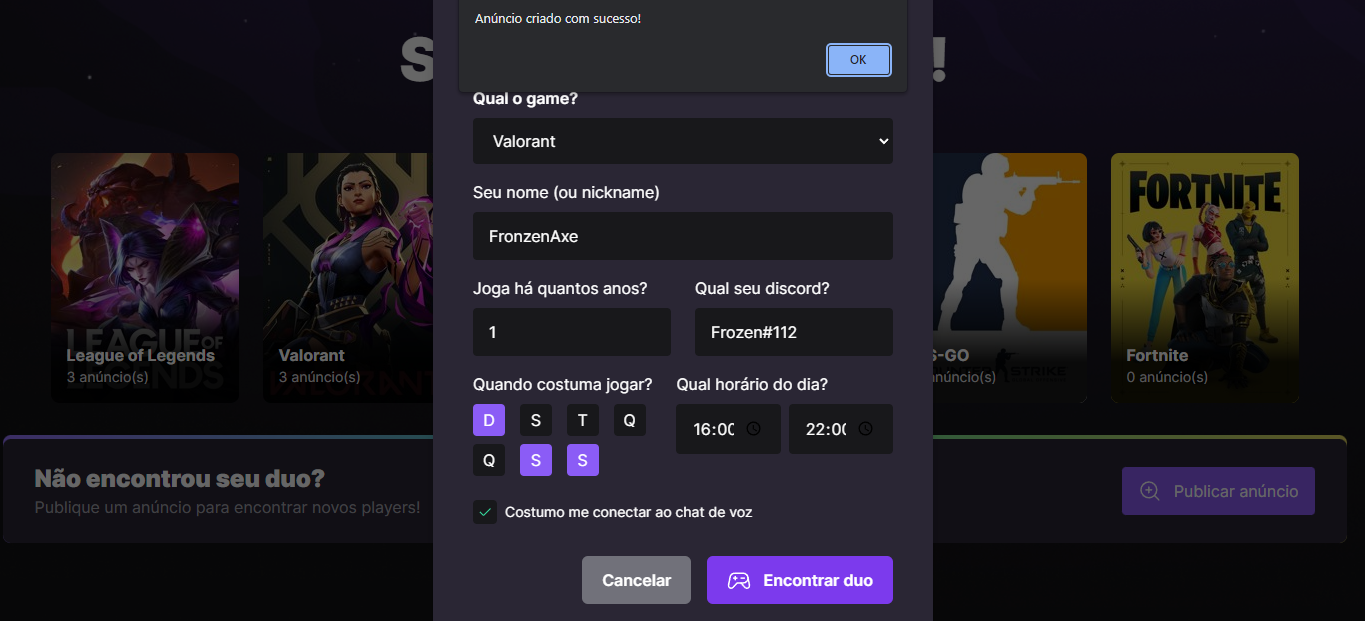 Anúncio criado com sucesso!
OK
S
!
Qual o game?
Valorant
Seu nome (ou nickname)
FronzenAxe
Joga há quantos anos?
Qual seu discord?
1
Frozen#112
Quando costuma jogar?
Qual horário do dia?
D S T Q
Q S S
16:00
22:00
Costumo me conectar ao chat de voz
Cancelar
Encontrar duo
LEAGUE OF
LEGENDS
League of Legends
3 anúncio(s)
Valorant
3 anúncio(s)
S-GO
núncio(s)
STRIKE
FORTNITE
Fortnite
0 anúncio(s)
Não encontrou seu duo?
Publique um anúncio para encontrar novos players!
Publicar anúncio